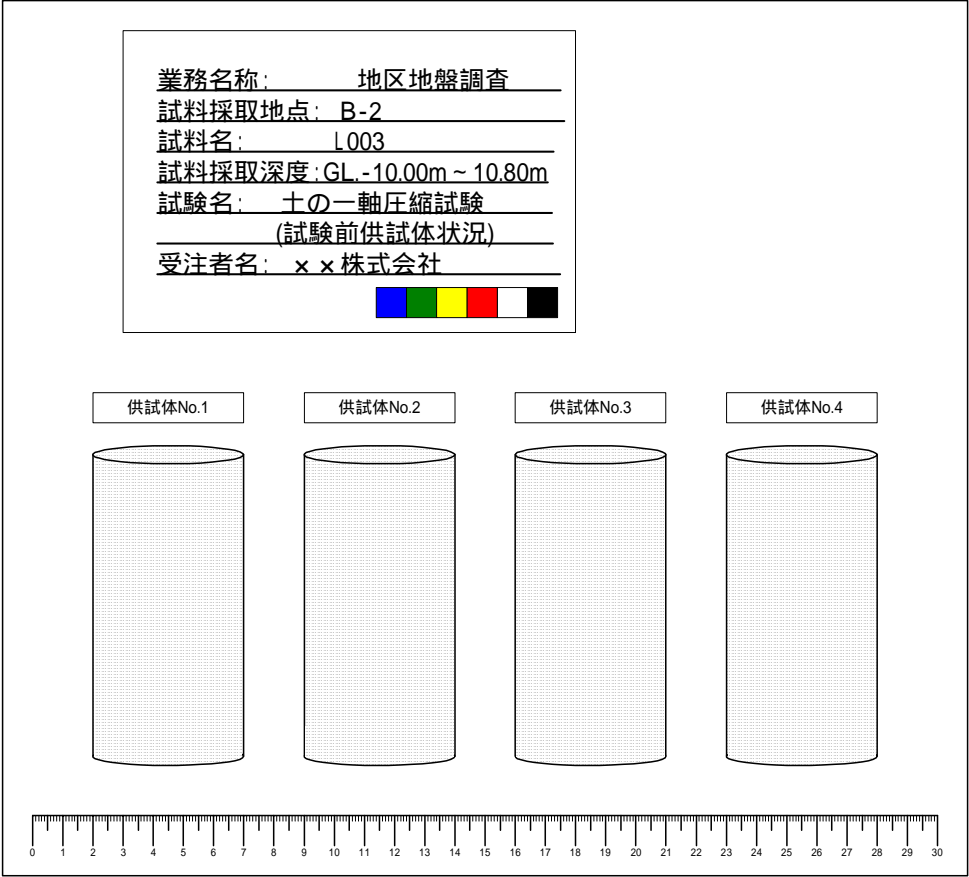 業務名称: 地区地盤調査
試料採取地点: B-2
試料名: L003
試料採取深度:GL.-10.00m~10.80m
試験名: 土の一軸圧縮試験
(試験前供試体状況)
受注者名: ××株式会社
供試体No.1 供試体No.2 供試体No.3 供試体No.4
0 1 2 3 4 5 6 7 8 9 10 11 12 13 14 15 16 17 18 19 20 21 22 23 24 25 26 27 28 29 30